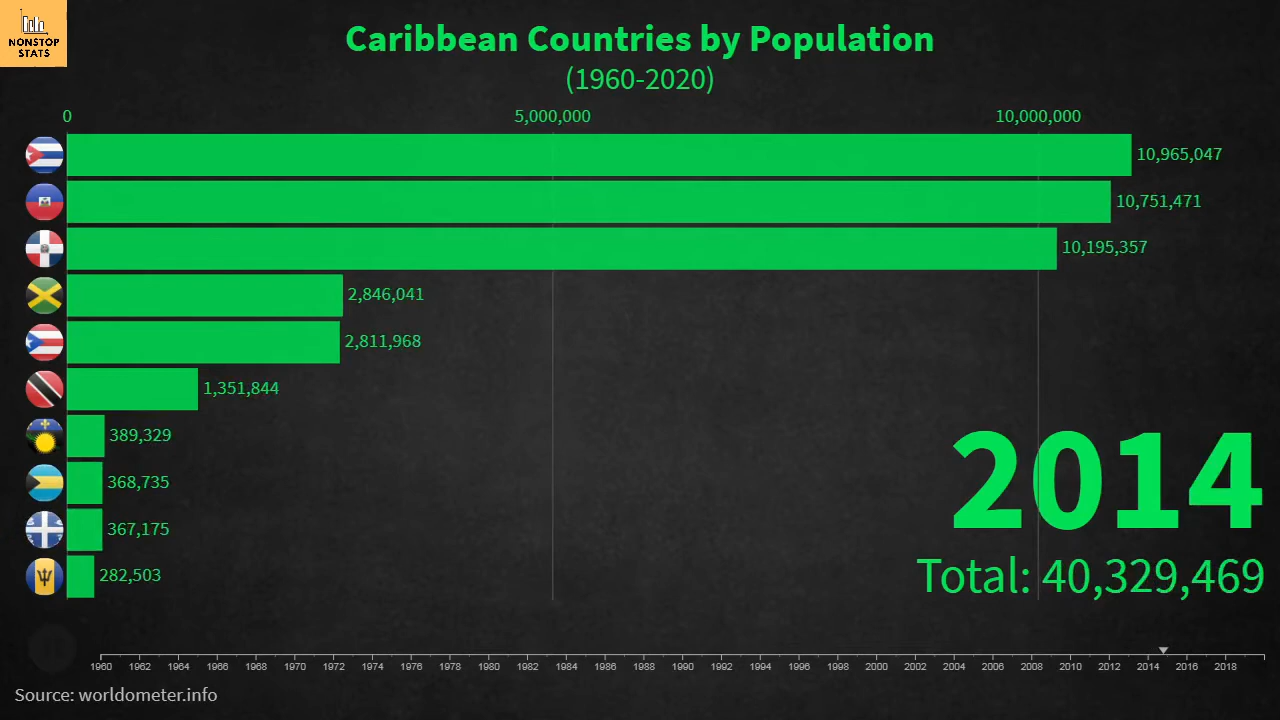 NONSTOP
STATS
Caribbean Countries by Population
(1960-2020)
0 5,000,000 10,000,000
10,965,047
10,751,471
10,195,357
2,846,041
2,811,968
1,351,844
389,329
368,735
367,175
282,503
2014
Total: 40,329,469
1960 1962 1964 1966 1968 1970 1972 1974 1976 1978 1980 1982 1984 1986 1988 1990 1992 1994 1996 1998 2000 2002 2004 2006 2008 2010 2012 2014 2016 2018
Source: worldometer.info